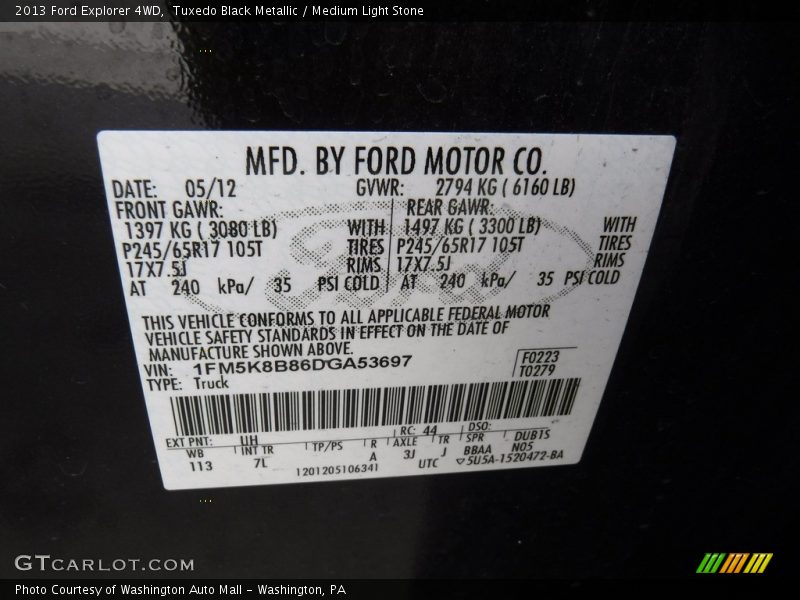 2013 Ford Explorer 4WD, Tuxedo Black Metallic / Medium Light Stone
MFD. BY FORD MOTOR CO.
DATE: 05/12 GVWR: 2794 KG ( 6160 LB)
FRONT GAWR: REAR GAWR:
1397 KG ( 3080 LB) WITH 1497 KG ( 3300 LB) WITH
P245/65R17 105T TIRES P245/65R17 105T TIRES
17X7.5J RIMS 17X7.5J RIMS
AT 240 kPa/ 35 PSI COLD AT 240 kPa/ 35 PSI COLD
THIS VEHICLE CONFORMS TO ALL APPLICABLE FEDERAL MOTOR
VEHICLE SAFETY STANDARDS IN EFFECT ON THE DATE OF
MANUFACTURE SHOWN ABOVE.
VIN: 1FM5K8B86DGA53697 F0223
TYPE: Truck T0279
EXT PNT: UH RC: 44 DSO:
WB INT TR TP/PS R AXLE TR SPR DUB1S
113 7L A 3J J BBAA N05
1201205106341 UTC ▽5U5A-1520472-BA
Ford
GTCARLOT.COM
Photo Courtesy of Washington Auto Mall - Washington, PA